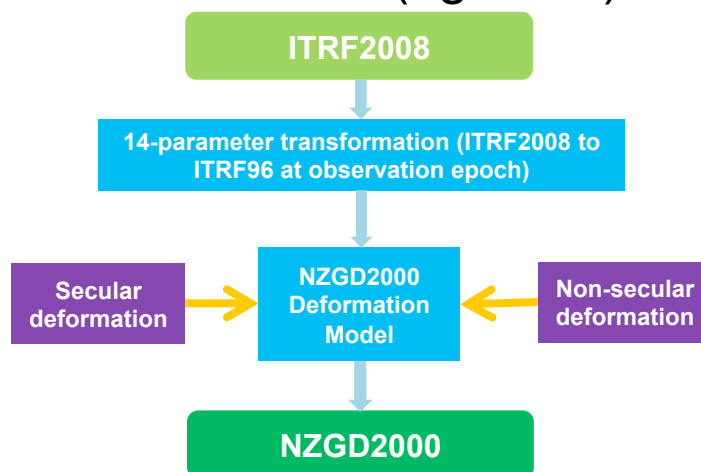 ITRF2008
14-parameter transformation (ITRF2008 to
ITRF96 at observation epoch)
Secular
deformation
NZGD2000
Deformation
Model
Non-secular
deformation
NZGD2000